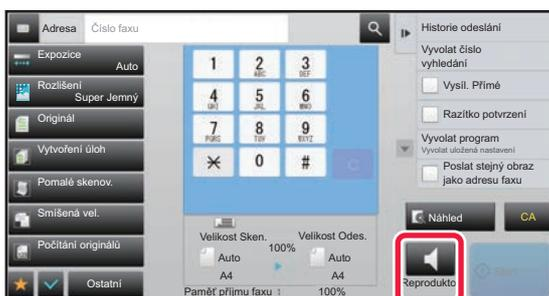 Adresa
Číslo faxu
Expozice
Auto
Rozlišení
Super Jemný
Originál
Vytvoření úloh
Pomalé skenov.
Smíšená vel.
Počítání originálů
Ostatní
1
2
ABC
3
DEF
4
GHI
5
JKL
6
MNO
7
PQRS
8
TUV
9
WXYZ
0
#
C
Velikost Sken.
100%
Velikost Odes.
Auto
A4
Auto
A4
Paměť příjmu faxu :
100%
Historie odeslání
Vyvolat číslo
vyhledání
Vysíl. Přímé
Razítko potvrzení
Vyvolat program
Vyvolat uložená nastavení
Poslat stejný obraz
jako adresu faxu
Náhled
CA
Reprodukto
Start